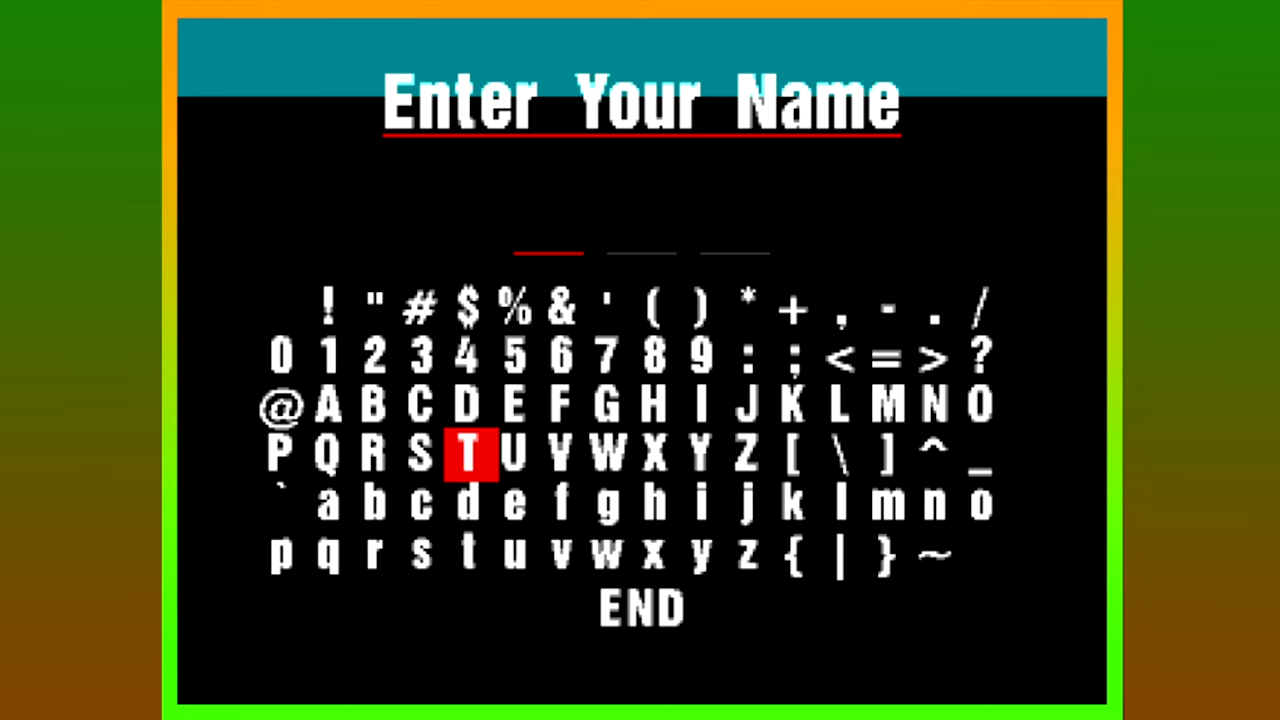 Enter Your Name
! " # $ % & ' ( ) * + , - . /
0 1 2 3 4 5 6 7 8 9 : ; < = > ?
@ A B C D E F G H I J K L M N O
P Q R S T U V W X Y Z [ \ ] ^ _
` a b c d e f g h i j k l m n o
p q r s t u v w x y z { | } ~
END